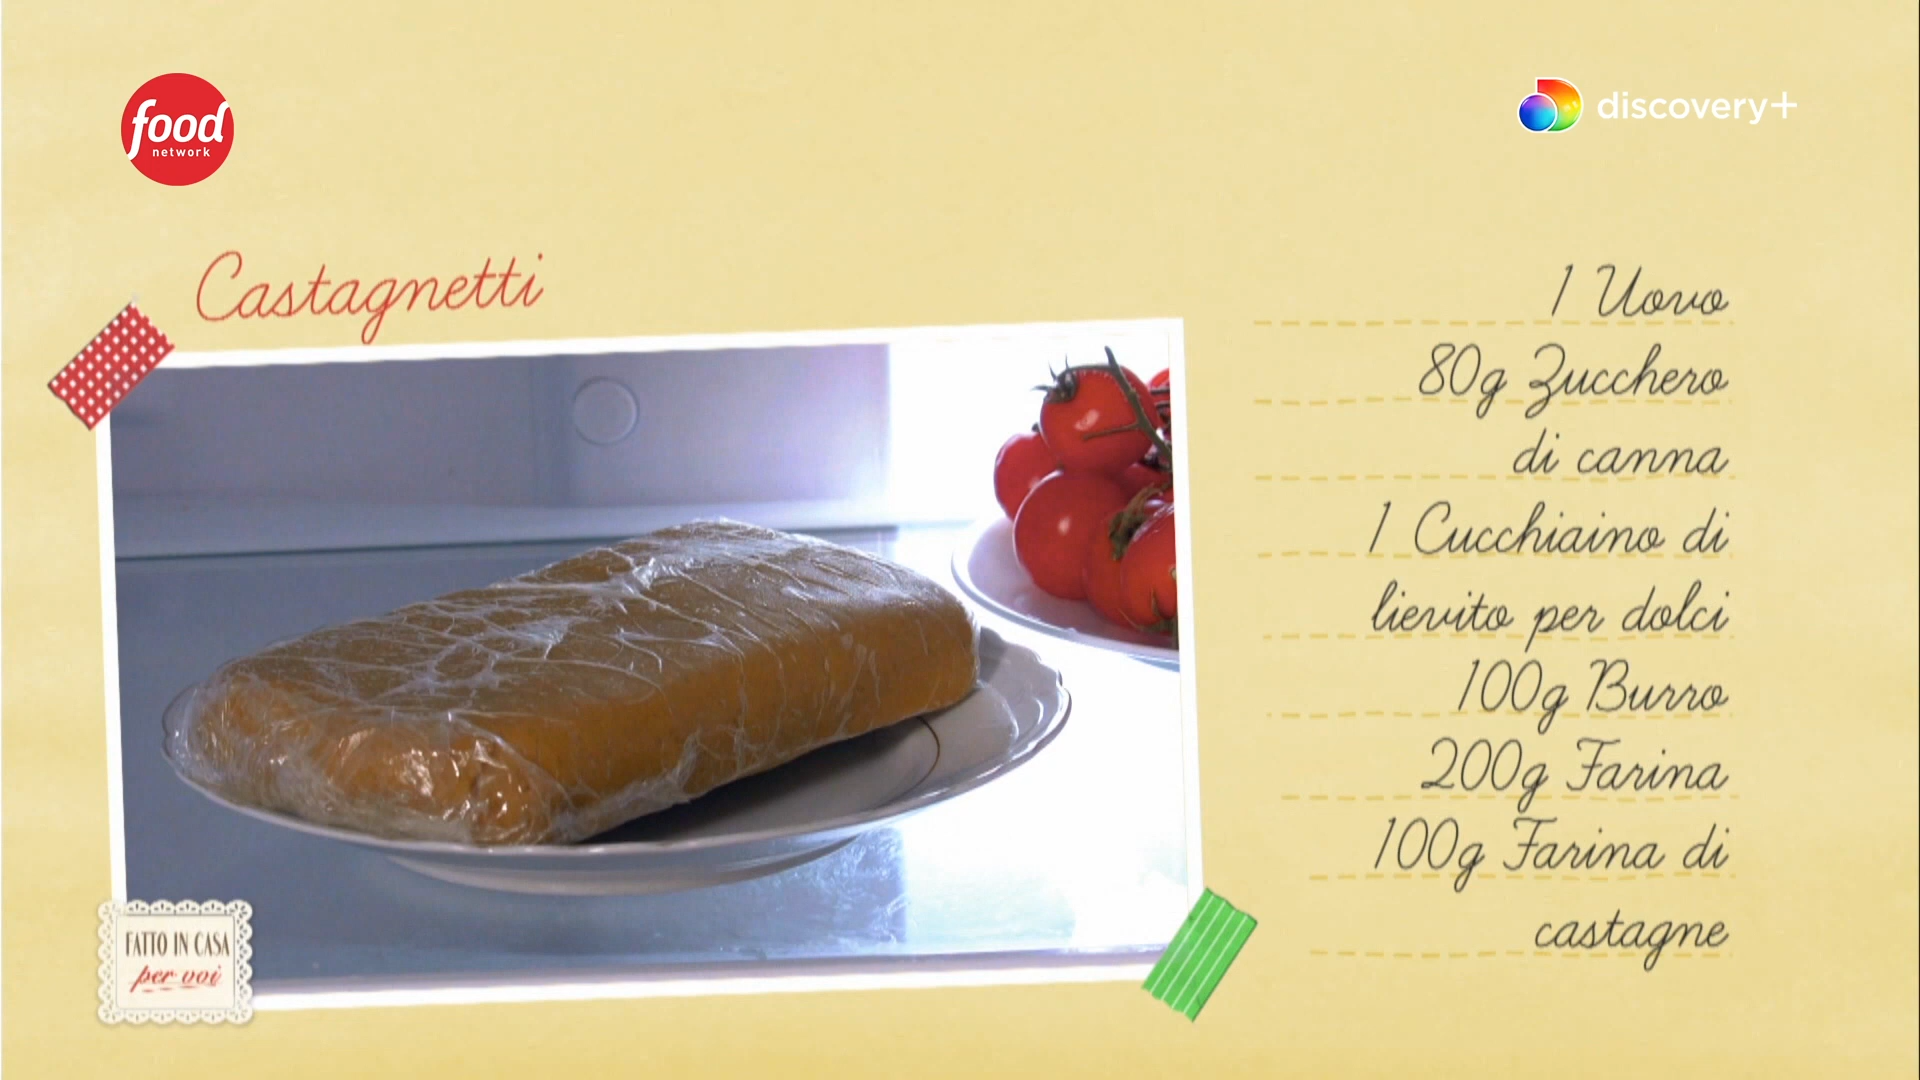 food
network
discovery+
Castagnetti
1 Uovo
80g Zucchero
di canna
1 Cucchiaino di
lievito per dolci
100g Burro
200g Farina
100g Farina di
castagne
FATTO IN CASA
per voi